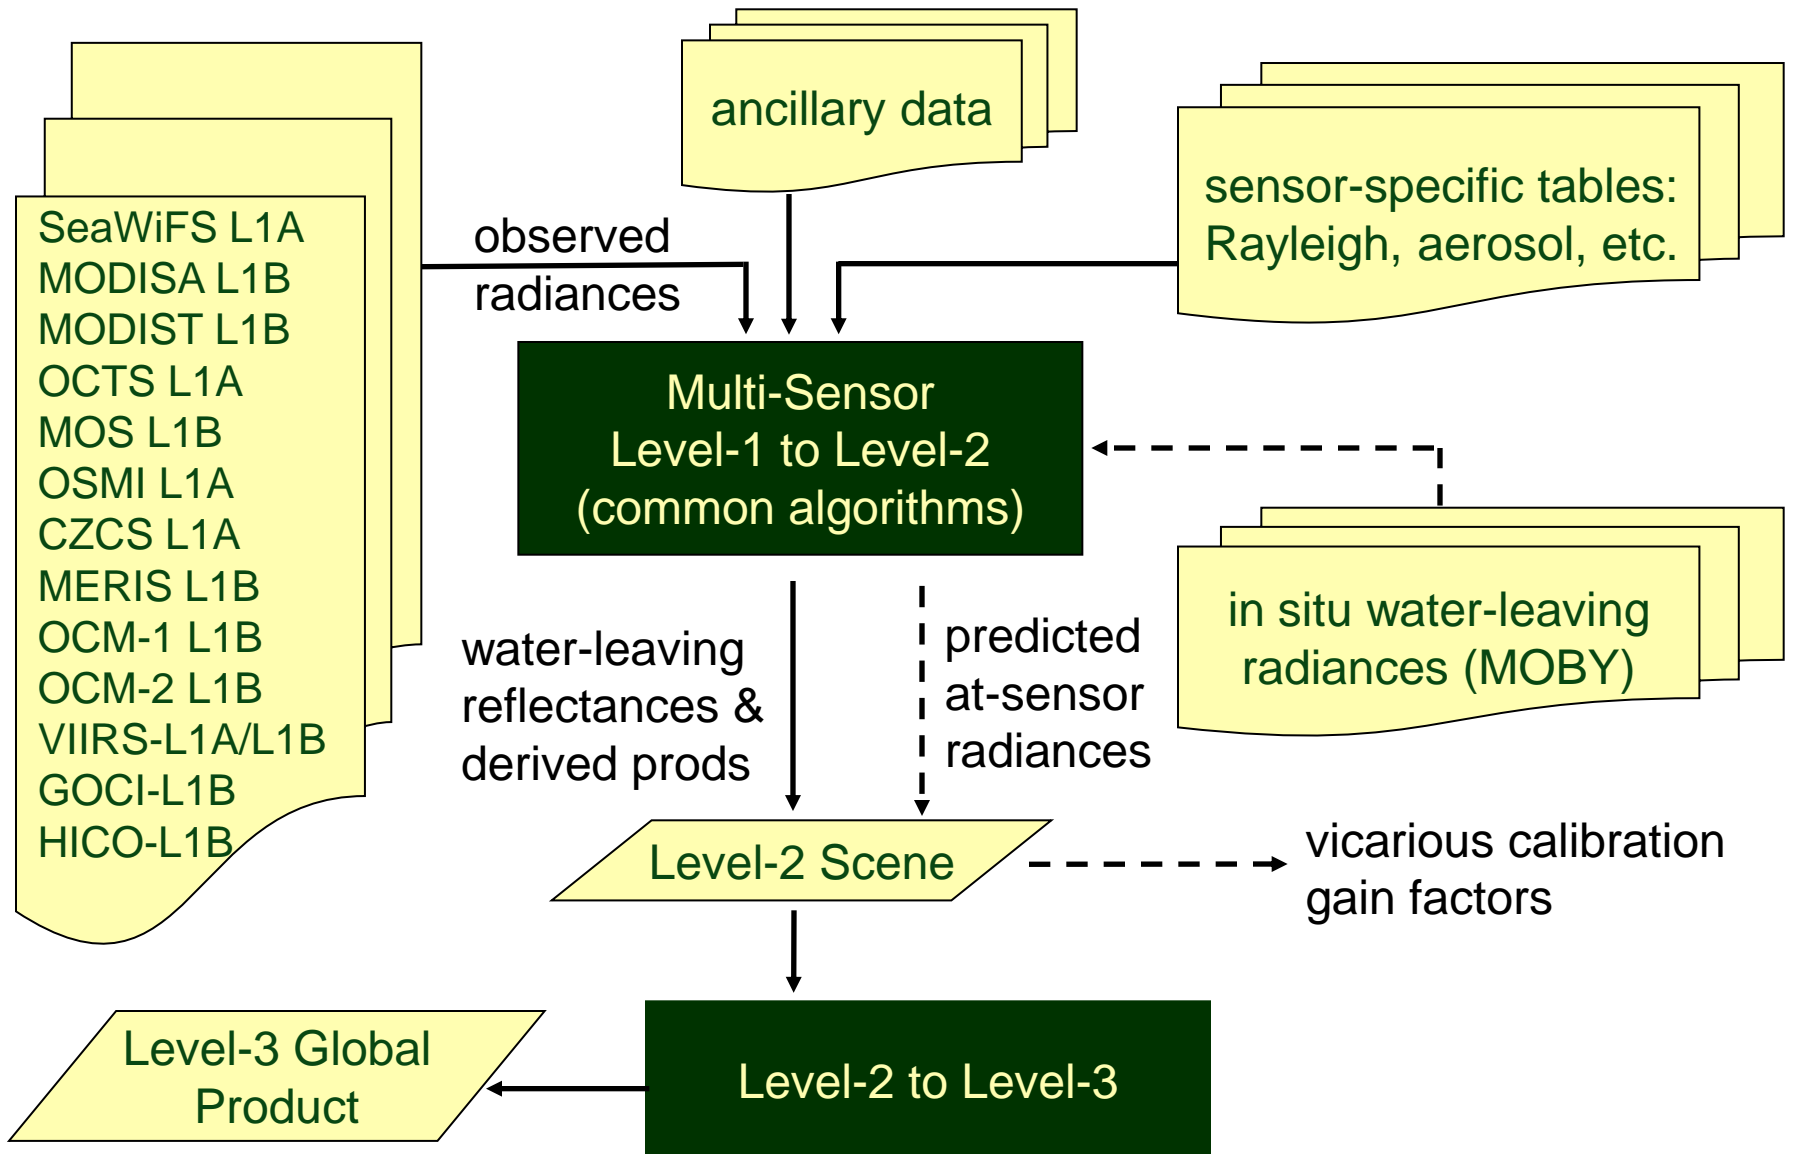 ancillary data
sensor-specific tables:
Rayleigh, aerosol, etc.
SeaWiFS L1A
MODISA L1B
MODIST L1B
OCTS L1A
MOS L1B
OSMI L1A
CZCS L1A
MERIS L1B
OCM-1 L1B
OCM-2 L1B
VIIRS-L1A/L1B
GOCI-L1B
HICO-L1B
observed
radiances
Multi-Sensor
Level-1 to Level-2
(common algorithms)
in situ water-leaving
radiances (MOBY)
water-leaving
reflectances &
derived prods
predicted
at-sensor
radiances
Level-2 Scene
vicarious calibration
gain factors
Level-3 Global
Product
Level-2 to Level-3